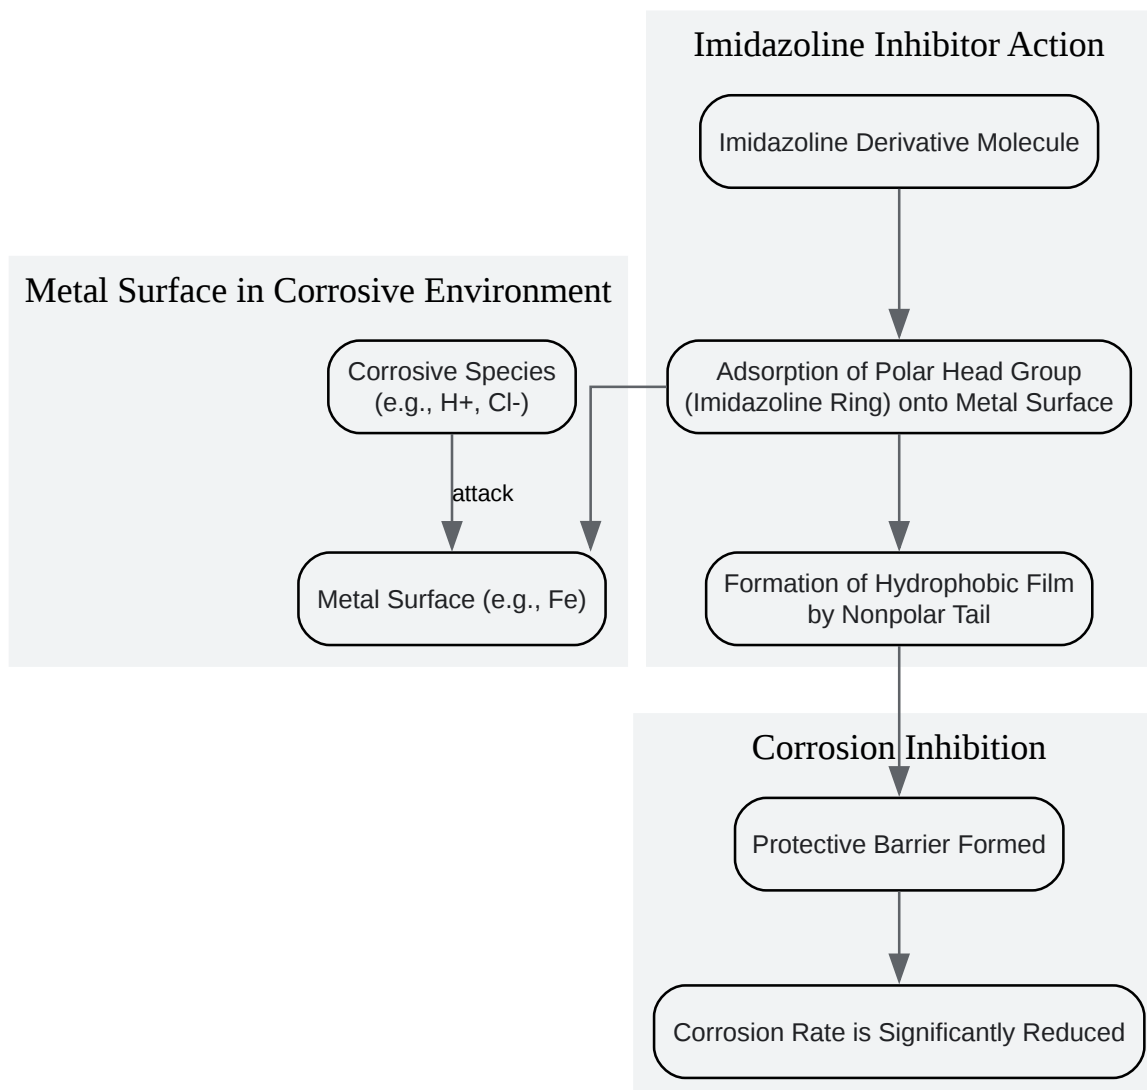 Imidazoline Inhibitor Action
Imidazoline Derivative Molecule
Metal Surface in Corrosive Environment
Corrosive Species
(e.g., H+, Cl-)
Adsorption of Polar Head Group
(Imidazoline Ring) onto Metal Surface
attack
Metal Surface (e.g., Fe)
Formation of Hydrophobic Film
by Nonpolar Tail
Corrosion Inhibition
Protective Barrier Formed
Corrosion Rate is Significantly Reduced